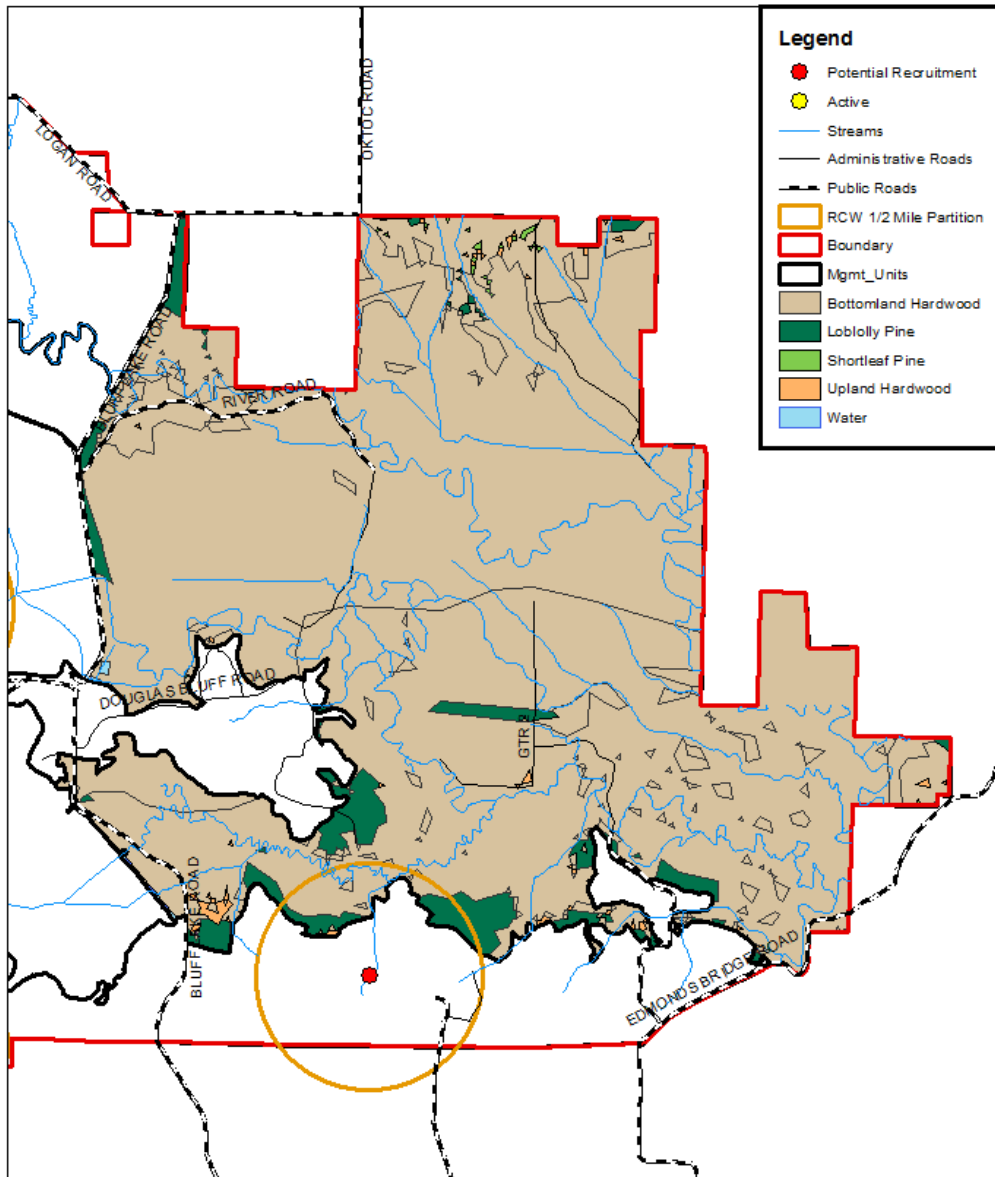 Legend
Potential Recruitment
Active
Streams
Administrative Roads
Public Roads
RCW 1/2 Mile Partition
Boundary
Mgmt_Units
Bottomland Hardwood
Loblolly Pine
Shortleaf Pine
Upland Hardwood
Water
OKTOC ROAD
LOGAN ROAD
RIVER ROAD
DOUGLAS BLUFF ROAD
GTR 2
BLUFF LAKE ROAD
EDMONDS BRIDGE ROAD